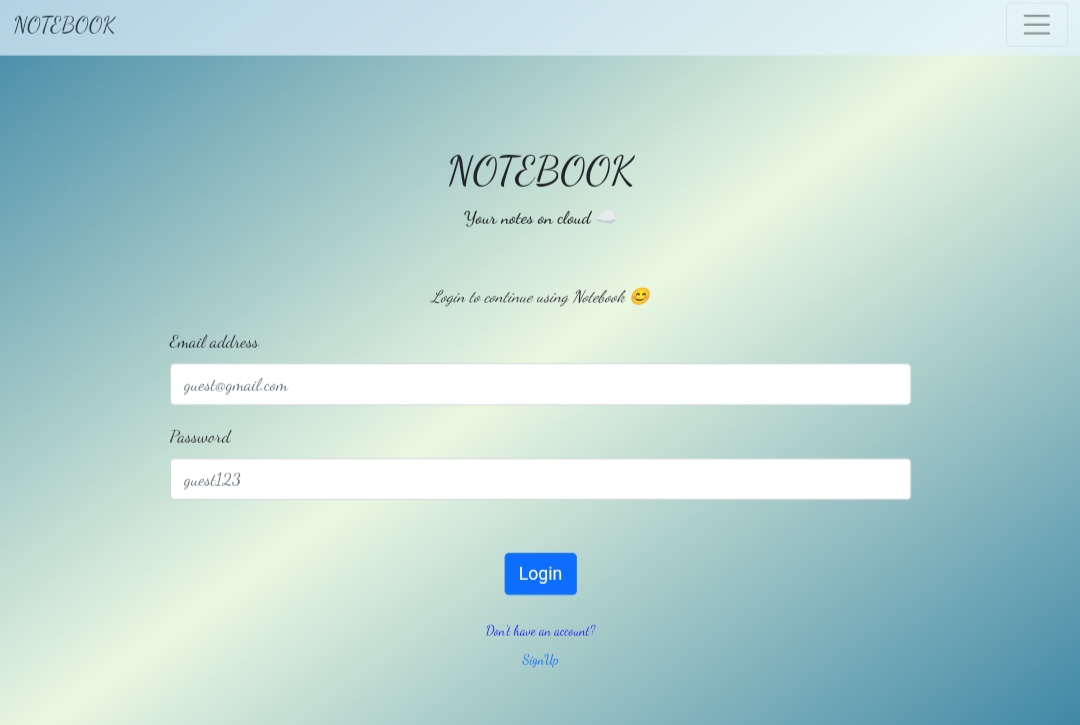 NOTEBOOK
NOTEBOOK
Your notes on cloud ☁️
Login to continue using Notebook 😊
Email address
guest@gmail.com
Password
guest123
Login
Don't have an account?
SignUp